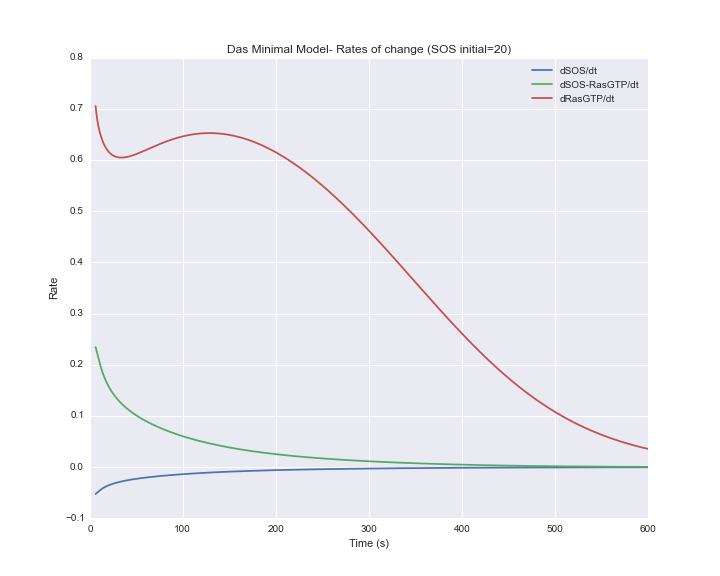 Das Minimal Model- Rates of change (SOS initial=20)
dSOS/dt
dSOS-RasGTP/dt
dRasGTP/dt
0.8
0.7
0.6
0.5
0.4
0.3
0.2
0.1
0.0
−0.1
Rate
0 100 200 300 400 500 600
Time (s)